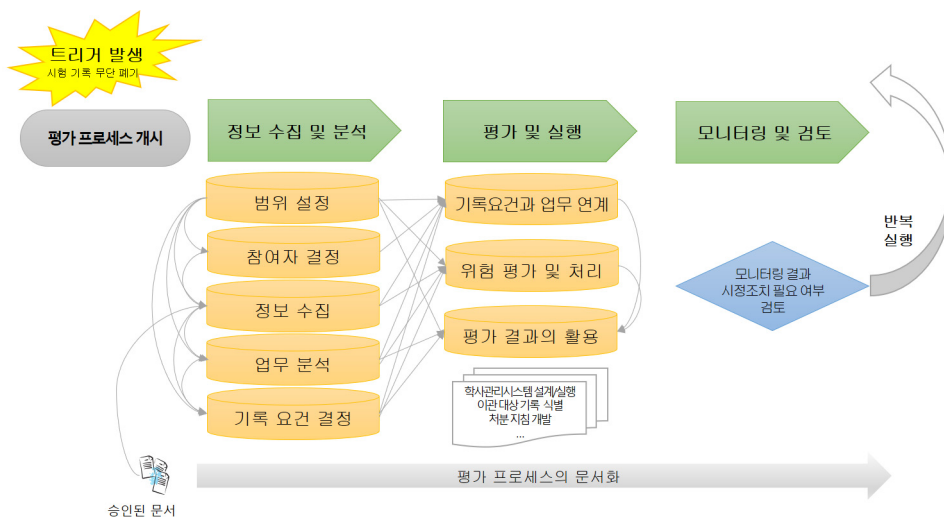 트리거 발생
시험 기록 무단 폐기
평가 프로세스 개시
정보 수집 및 분석
평가 및 실행
모니터링 및 검토
범위 설정
참여자 결정
정보 수집
업무 분석
기록 요건 결정
기록요건과 업무 연계
위험 평가 및 처리
평가 결과의 활용
학사관리시스템 설계/실행
이관 대상 기록 식별
처분 지침 개발
...
모니터링 결과
시정조치 필요 여부
검토
반복
실행
평가 프로세스의 문서화
승인된 문서